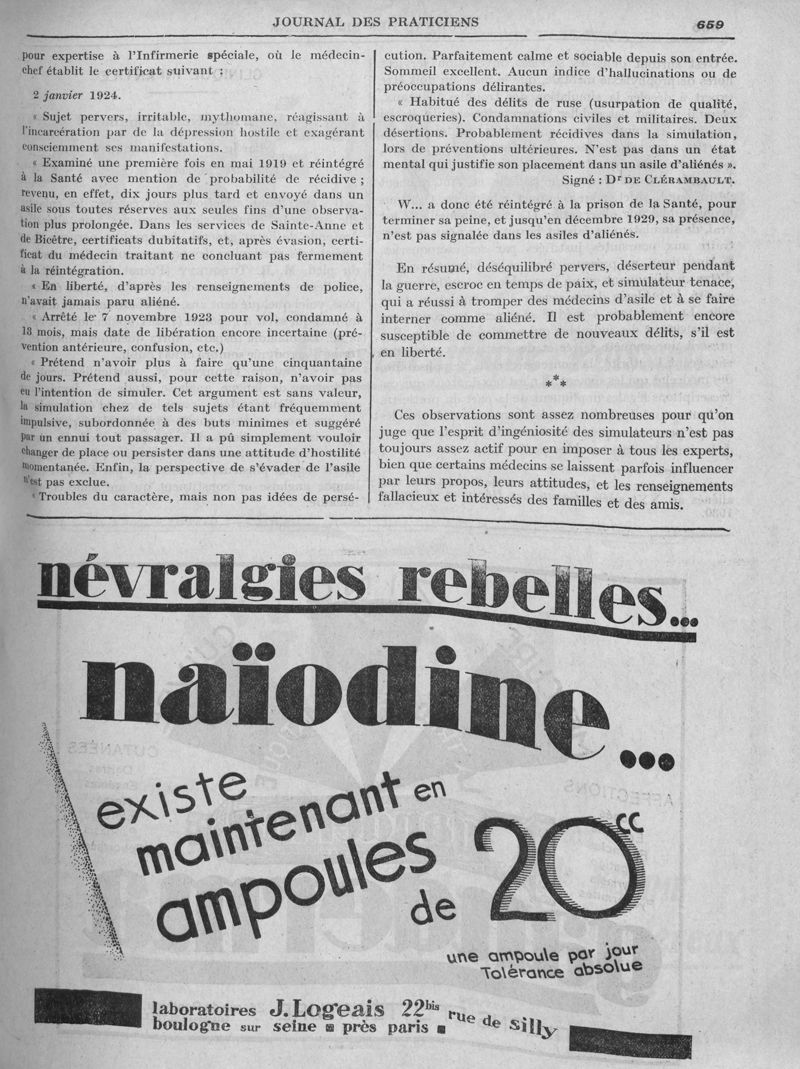 JOURNAL DES PRATICIENS
659
pour expertise à l'Infirmerie spéciale, où le médecin-
chef établit le certificat suivant :
2 janvier 1924.
« Sujet pervers, irritable, mythomane, réagissant à
l'incarcération par de la dépression hostile et exagérant
consciemment ses manifestations.
« Examiné une première fois en mai 1919 et réintégré
à la Santé avec mention de probabilité de récidive ;
revenu, en effet, dix jours plus tard et envoyé dans un
asile sous toutes réserves aux seules fins d'une observa-
tion plus prolongée. Dans les services de Sainte-Anne et
de Bicêtre, certificats dubitatifs, et, après évasion, certi-
ficat du médecin traitant ne concluant pas fermement
à la réintégration.
« En liberté, d'après les renseignements de police,
n'avait jamais paru aliéné.
« Arrêté le 7 novembre 1923 pour vol, condamné à
13 mois, mais date de libération encore incertaine (pré-
vention antérieure, confusion, etc.)
« Prétend n'avoir plus à faire qu'une cinquantaine
de jours. Prétend aussi, pour cette raison, n'avoir pas
eu l'intention de simuler. Cet argument est sans valeur,
la simulation chez de tels sujets étant fréquemment
impulsive, subordonnée à des buts minimes et suggéré
par un ennui tout passager. Il a pû simplement vouloir
changer de place ou persister dans une attitude d'hostilité
momentanée. Enfin, la perspective de s'évader de l'asile
n'est pas exclue.
« Troubles du caractère, mais non pas idées de persé-
cution. Parfaitement calme et sociable depuis son entrée.
Sommeil excellent. Aucun indice d'hallucinations ou de
préoccupations délirantes.
« Habitué des délits de ruse (usurpation de qualité,
escroqueries). Condamnations civiles et militaires. Deux
désertions. Probablement récidives dans la simulation,
lors de préventions ultérieures. N'est pas dans un état
mental qui justifie son placement dans un asile d'aliénés ».
Signé : Dr DE CLÉRAMBAULT.
W... a donc été réintégré à la prison de la Santé, pour
terminer sa peine, et jusqu'en décembre 1929, sa présence,
n'est pas signalée dans les asiles d'aliénés.
En résumé, déséquilibré pervers, déserteur pendant
la guerre, escroc en temps de paix, et simulateur tenace,
qui a réussi à tromper des médecins d'asile et à se faire
interner comme aliéné. Il est probablement encore
susceptible de commettre de nouveaux délits, s'il est
en liberté.
***
Ces observations sont assez nombreuses pour qu'on
juge que l'esprit d'ingéniosité des simulateurs n'est pas
toujours assez actif pour en imposer à tous les experts,
bien que certains médecins se laissent parfois influencer
par leurs propos, leurs attitudes, et les renseignements
fallacieux et intéressés des familles et des amis.
névralgies rebelles...
naïodine...
existe
maintenant en
ampoules
de 20 cc
une ampoule par jour
Tolérance absolue
laboratoires J. Logeais 22bis rue de Silly
boulogne sur seine près paris